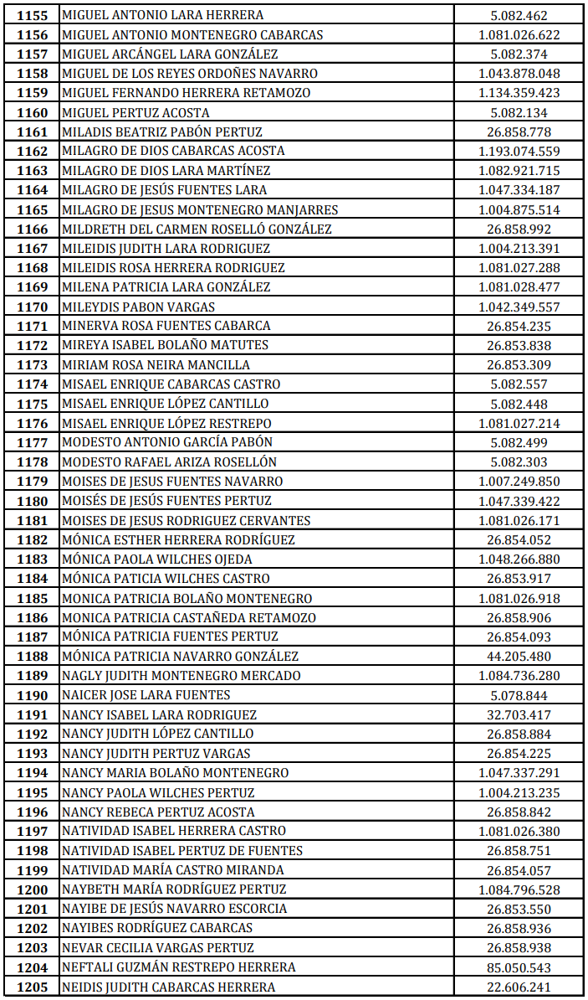 1155 MIGUEL ANTONIO LARA HERRERA 5.082.462
1156 MIGUEL ANTONIO MONTENEGRO CABARCAS 1.081.026.622
1157 MIGUEL ARCÁNGEL LARA GONZÁLEZ 5.082.374
1158 MIGUEL DE LOS REYES ORDOÑES NAVARRO 1.043.878.048
1159 MIGUEL FERNANDO HERRERA RETAMOZO 1.134.359.423
1160 MIGUEL PERTUZ ACOSTA 5.082.134
1161 MILADIS BEATRIZ PABÓN PERTUZ 26.858.778
1162 MILAGRO DE DIOS CABARCAS ACOSTA 1.193.074.559
1163 MILAGRO DE DIOS LARA MARTÍNEZ 1.082.921.715
1164 MILAGRO DE JESÚS FUENTES LARA 1.047.334.187
1165 MILAGRO DE JESUS MONTENEGRO MANJARRES 1.004.875.514
1166 MILDRETH DEL CARMEN ROSELLÓ GONZÁLEZ 26.858.992
1167 MILEIDIS JUDITH LARA RODRIGUEZ 1.004.213.391
1168 MILEIDIS ROSA HERRERA RODRIGUEZ 1.081.027.288
1169 MILENA PATRICIA LARA GONZÁLEZ 1.081.028.477
1170 MILEYDIS PABON VARGAS 1.042.349.557
1171 MINERVA ROSA FUENTES CABARCA 26.854.235
1172 MIREYA ISABEL BOLAÑO MATUTES 26.853.838
1173 MIRIAM ROSA NEIRA MANCILLA 26.853.309
1174 MISAEL ENRIQUE CABARCAS CASTRO 5.082.557
1175 MISAEL ENRIQUE LÓPEZ CANTILLO 5.082.448
1176 MISAEL ENRIQUE LÓPEZ RESTREPO 1.081.027.214
1177 MODESTO ANTONIO GARCÍA PABÓN 5.082.499
1178 MODESTO RAFAEL ARIZA ROSELLÓN 5.082.303
1179 MOISES DE JESUS FUENTES NAVARRO 1.007.249.850
1180 MOISÉS DE JESÚS FUENTES PERTUZ 1.047.339.422
1181 MOISES DE JESUS RODRIGUEZ CERVANTES 1.081.026.171
1182 MÓNICA ESTHER HERRERA RODRÍGUEZ 26.854.052
1183 MÓNICA PAOLA WILCHES OJEDA 1.048.266.880
1184 MÓNICA PATICIA WILCHES CASTRO 26.853.917
1185 MONICA PATRICIA BOLAÑO MONTENEGRO 1.081.026.918
1186 MONICA PATRICIA CASTAÑEDA RETAMOZO 26.858.906
1187 MÓNICA PATRICIA FUENTES PERTUZ 26.854.093
1188 MÓNICA PATRICIA NAVARRO GONZÁLEZ 44.205.480
1189 NAGLY JUDITH MONTENEGRO MERCADO 1.084.736.280
1190 NAICER JOSE LARA FUENTES 5.078.844
1191 NANCY ISABEL LARA RODRIGUEZ 32.703.417
1192 NANCY JUDITH LÓPEZ CANTILLO 26.858.884
1193 NANCY JUDITH PERTUZ VARGAS 26.854.225
1194 NANCY MARIA BOLAÑO MONTENEGRO 1.047.337.291
1195 NANCY PAOLA WILCHES PERTUZ 1.004.213.235
1196 NANCY REBECA PERTUZ ACOSTA 26.858.842
1197 NATIVIDAD ISABEL HERRERA CASTRO 1.081.026.380
1198 NATIVIDAD ISABEL PERTUZ DE FUENTES 26.858.751
1199 NATIVIDAD MARÍA CASTRO MIRANDA 26.854.057
1200 NAYBETH MARÍA RODRÍGUEZ PERTUZ 1.084.796.528
1201 NAYIBE DE JESÚS NAVARRO ESCORCIA 26.853.550
1202 NAYIBES RODRÍGUEZ CABARCAS 26.858.936
1203 NEVAR CECILIA VARGAS PERTUZ 26.858.938
1204 NEFTALI GUZMÁN RESTREPO HERRERA 85.050.543
1205 NEIDIS JUDITH CABARCAS HERRERA 22.606.241